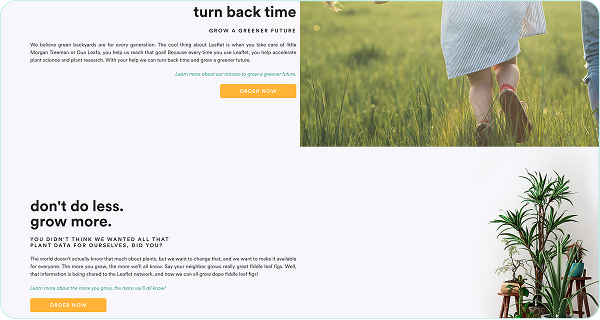 turn back time
GROW A GREENER FUTURE
We believe green backyards are for every generation. The cool thing about Leaflet is when you take care of little
Morgan Treeman or Dua Leafa, you help us reach that goal! Because every time you use Leaflet, you help accelerate
plant science and plant research. With your help we can turn back time and grow a greener future.
Learn more about our mission to grow a greener future.
ORDER NOW
don't do less.
grow more.
YOU DIDN'T THINK WE WANTED ALL THAT
PLANT DATA FOR OURSELVES, DID YOU?
The world doesn't actually know that much about plants, but we want to change that, and we want to make it available
for everyone. The more you grow, the more we'll all know. Say your neighbor grows really great fiddle leaf figs. Well,
that information is being shared to the Leaflet network, and now we can all grow dope fiddle leaf figs!
Learn more about the more you grow, the more we'll all know!
ORDER NOW